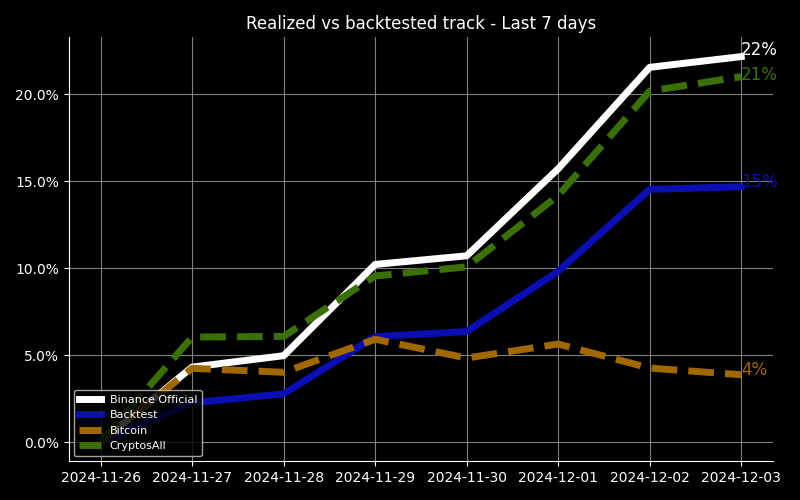 Realized vs backtested track - Last 7 days
22%
21%
20.0%
15.0%
15%
10.0%
5.0%
4%
0.0%
Binance Official
Backtest
Bitcoin
CryptosAll
2024-11-26 2024-11-27 2024-11-28 2024-11-29 2024-11-30 2024-12-01 2024-12-02 2024-12-03